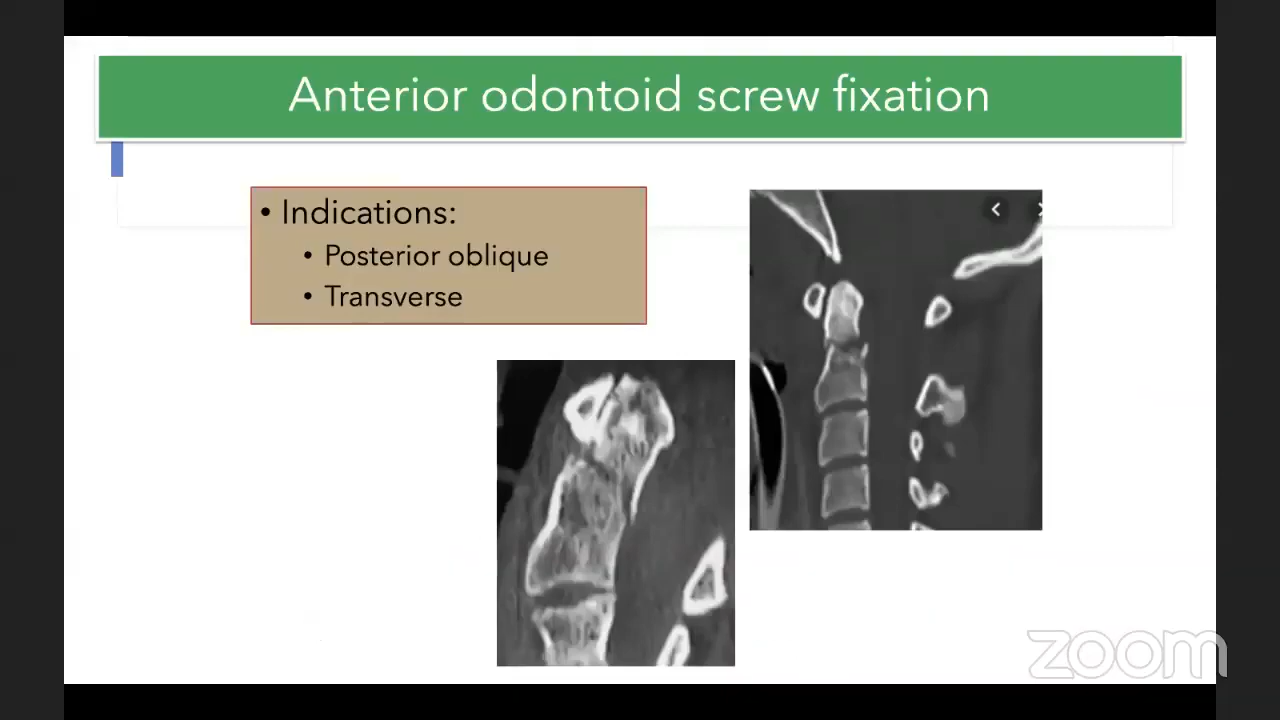 Anterior odontoid screw fixation
• Indications:
• Posterior oblique
• Transverse
zoom